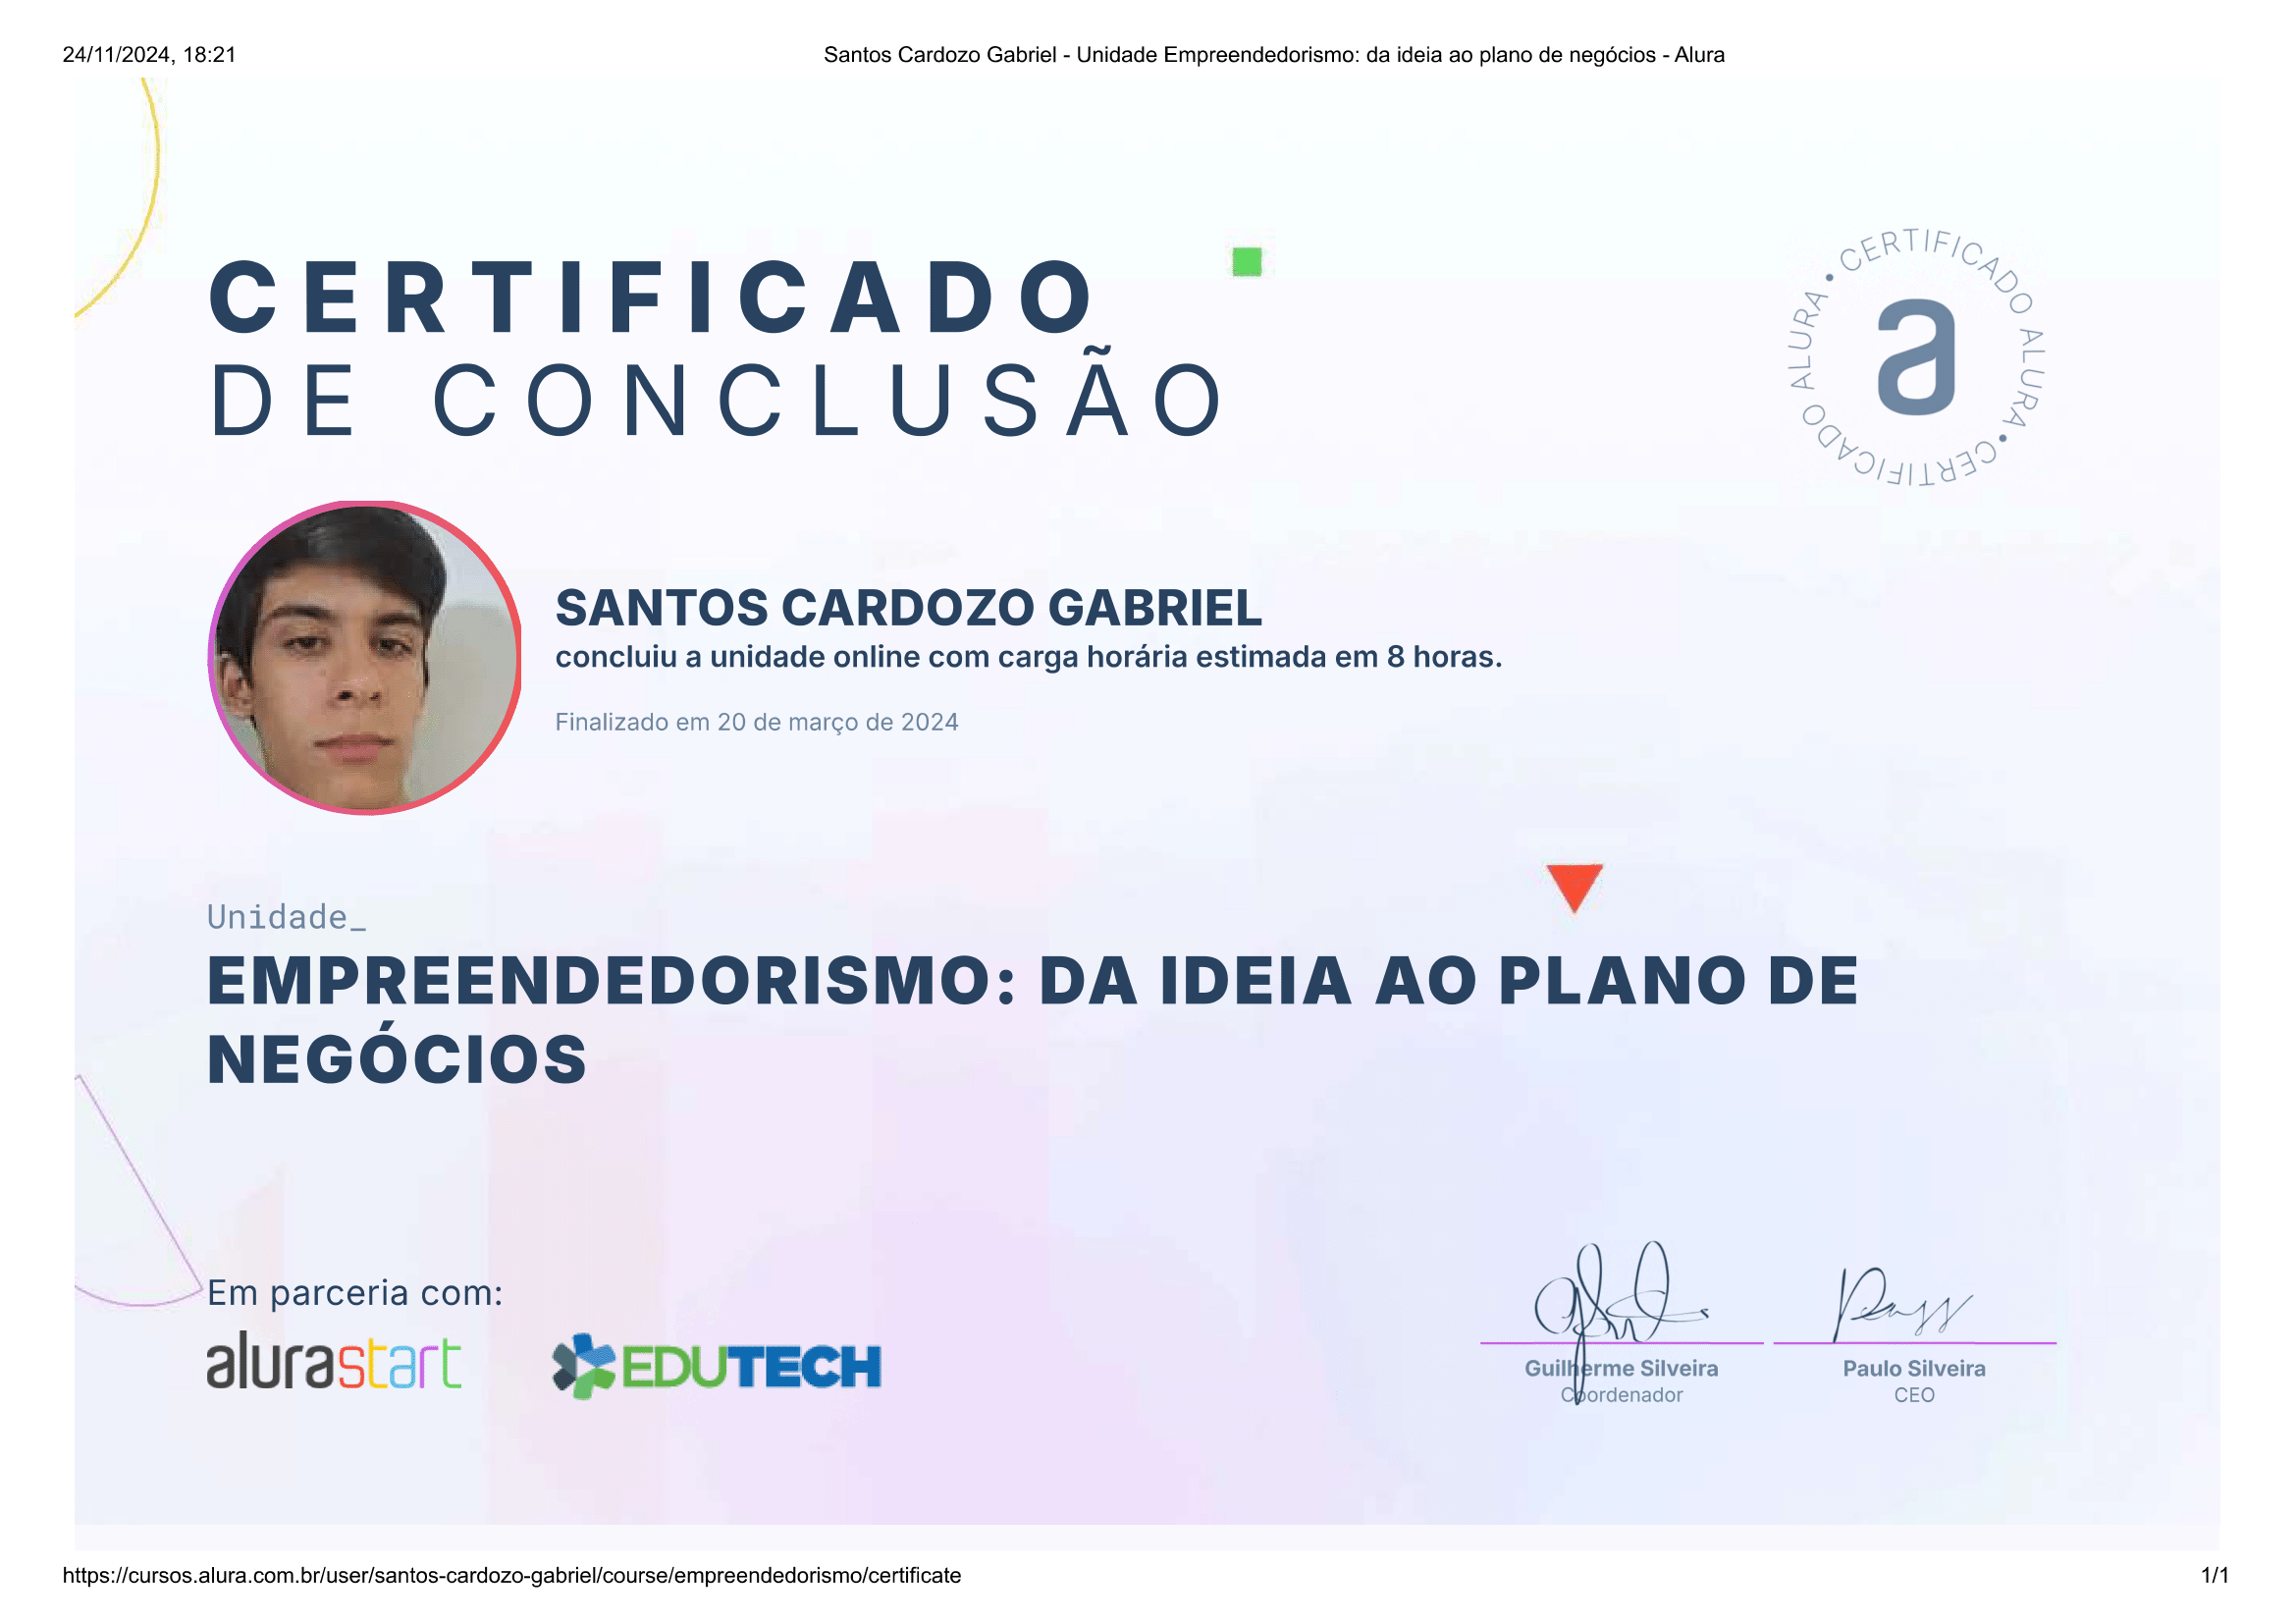 24/11/2024, 18:21
Santos Cardozo Gabriel - Unidade Empreendedorismo: da ideia ao plano de negócios - Alura
CERTIFICADO
DE CONCLUSÃO
CERTIFICADO ALURA • CERTIFICADO ALURA •
a
SANTOS CARDOZO GABRIEL
concluiu a unidade online com carga horária estimada em 8 horas.
Finalizado em 20 de março de 2024
Unidade_
EMPREENDEDORISMO: DA IDEIA AO PLANO DE
NEGÓCIOS
Em parceria com:
alurastart
EDUTECH
Guilherme Silveira
Coordenador
Paulo Silveira
CEO
https://cursos.alura.com.br/user/santos-cardozo-gabriel/course/empreendedorismo/certificate
1/1